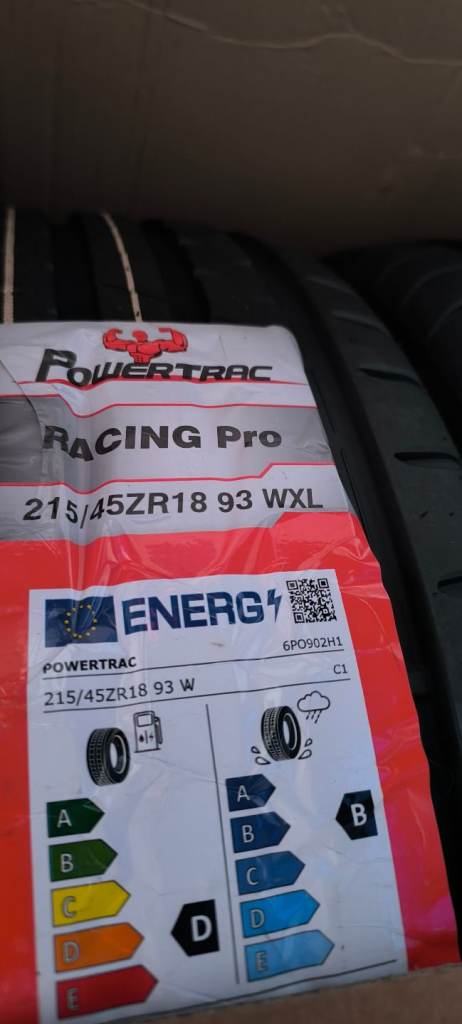 POWERTRAC
RACING Pro
215/45ZR18 93 WXL
ENERG
6PO902H1
POWERTRAC
C1
215/45ZR18 93 W
A
B
C
D
E
D
A
B
C
D
E
B